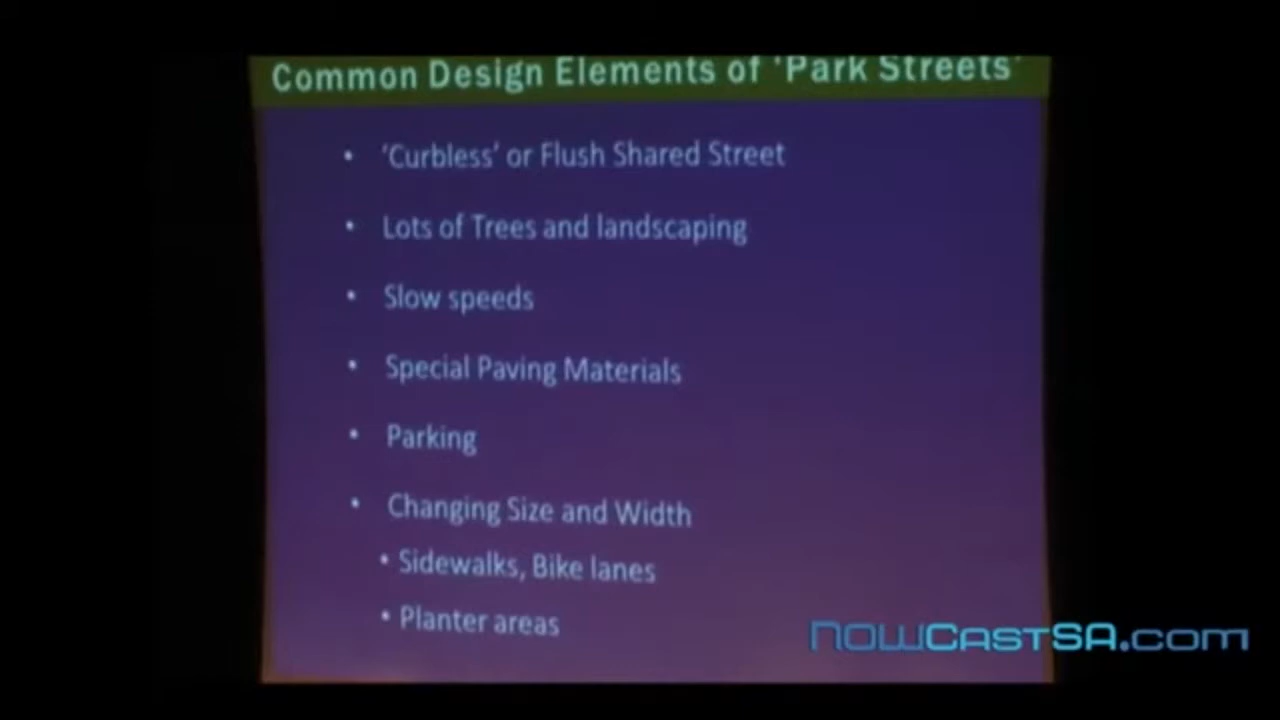 Common Design Elements of 'Park Streets'
• 'Curbless' or Flush Shared Street
• Lots of Trees and landscaping
• Slow speeds
• Special Paving Materials
• Parking
• Changing Size and Width
• Sidewalks, Bike lanes
• Planter areas
NOWCastSA.com